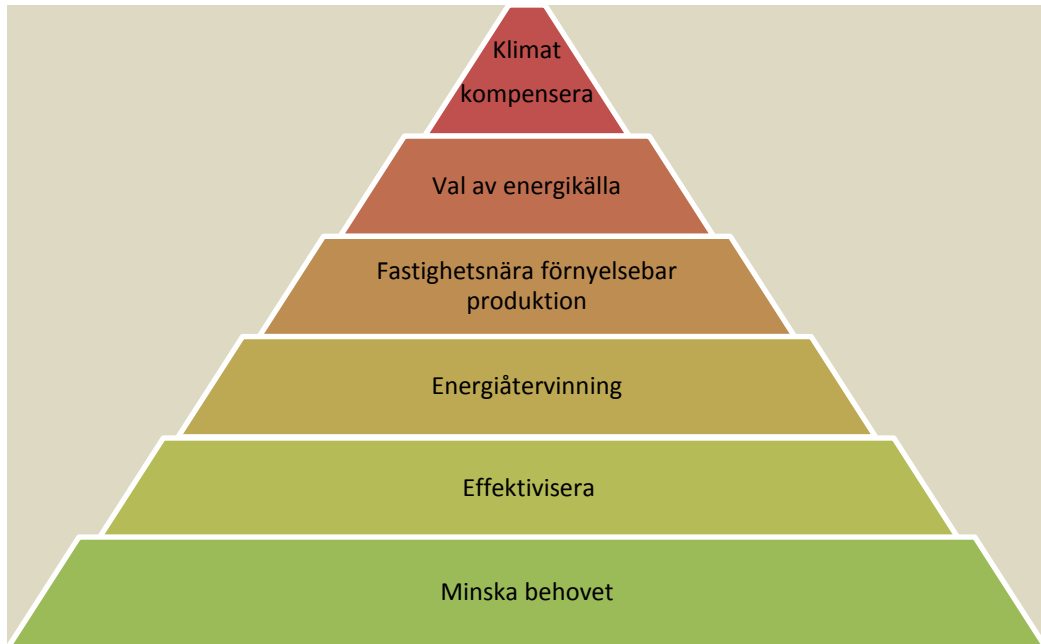 Klimat
kompensera
Val av energikälla
Fastighetsnära förnyelsebar
produktion
Energiåtervinning
Effektivisera
Minska behovet